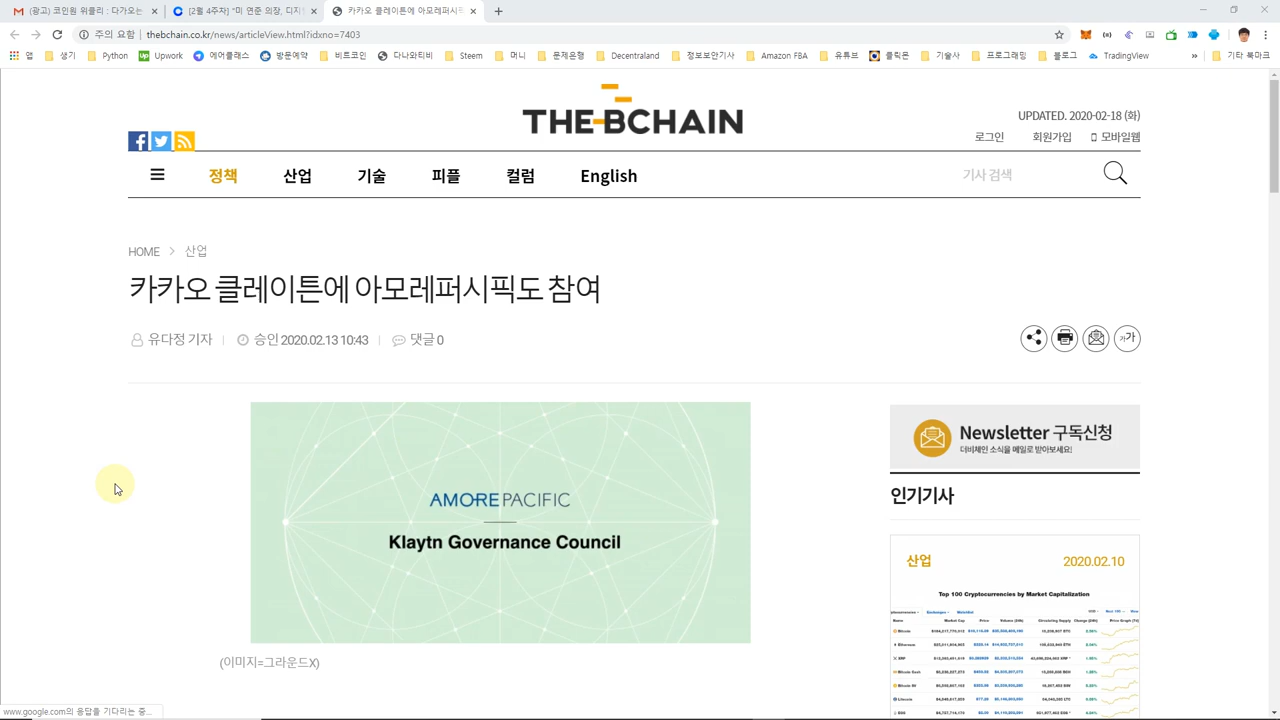 (광고) 코인원 위클리 : 다가오는
[2월 4주차] "미 연준 의장, 디지
카카오 클레이튼에 아모레퍼시픽
주의 요함 | thebchain.co.kr/news/articleView.html?idxno=7403
앱 생기 Python Upwork 에어클래스 방문예약 비트코인 다나와티비 Steem 머니 문제은행 Decentraland 정보보안기사 Amazon FBA 유튜브 클릭몬 기술사 프로그래밍 블로그 TradingView » 기타 북마크
THE-BCHAIN
UPDATED. 2020-02-18 (화)
로그인 회원가입 모바일웹
정책 산업 기술 피플 컬럼 English 기사 검색
HOME > 산업
카카오 클레이튼에 아모레퍼시픽도 참여
유다정 기자 승인 2020.02.13 10:43 댓글 0
가가
AMOREPACIFIC
Klaytn Governance Council
Newsletter 구독신청
더비체인 소식을 메일로 받아보세요!
인기기사
산업 2020.02.10
Top 100 Cryptocurrencies by Market Capitalization
(이미지=그라운드X)
www.google.com의 응답을 기다리는 중...